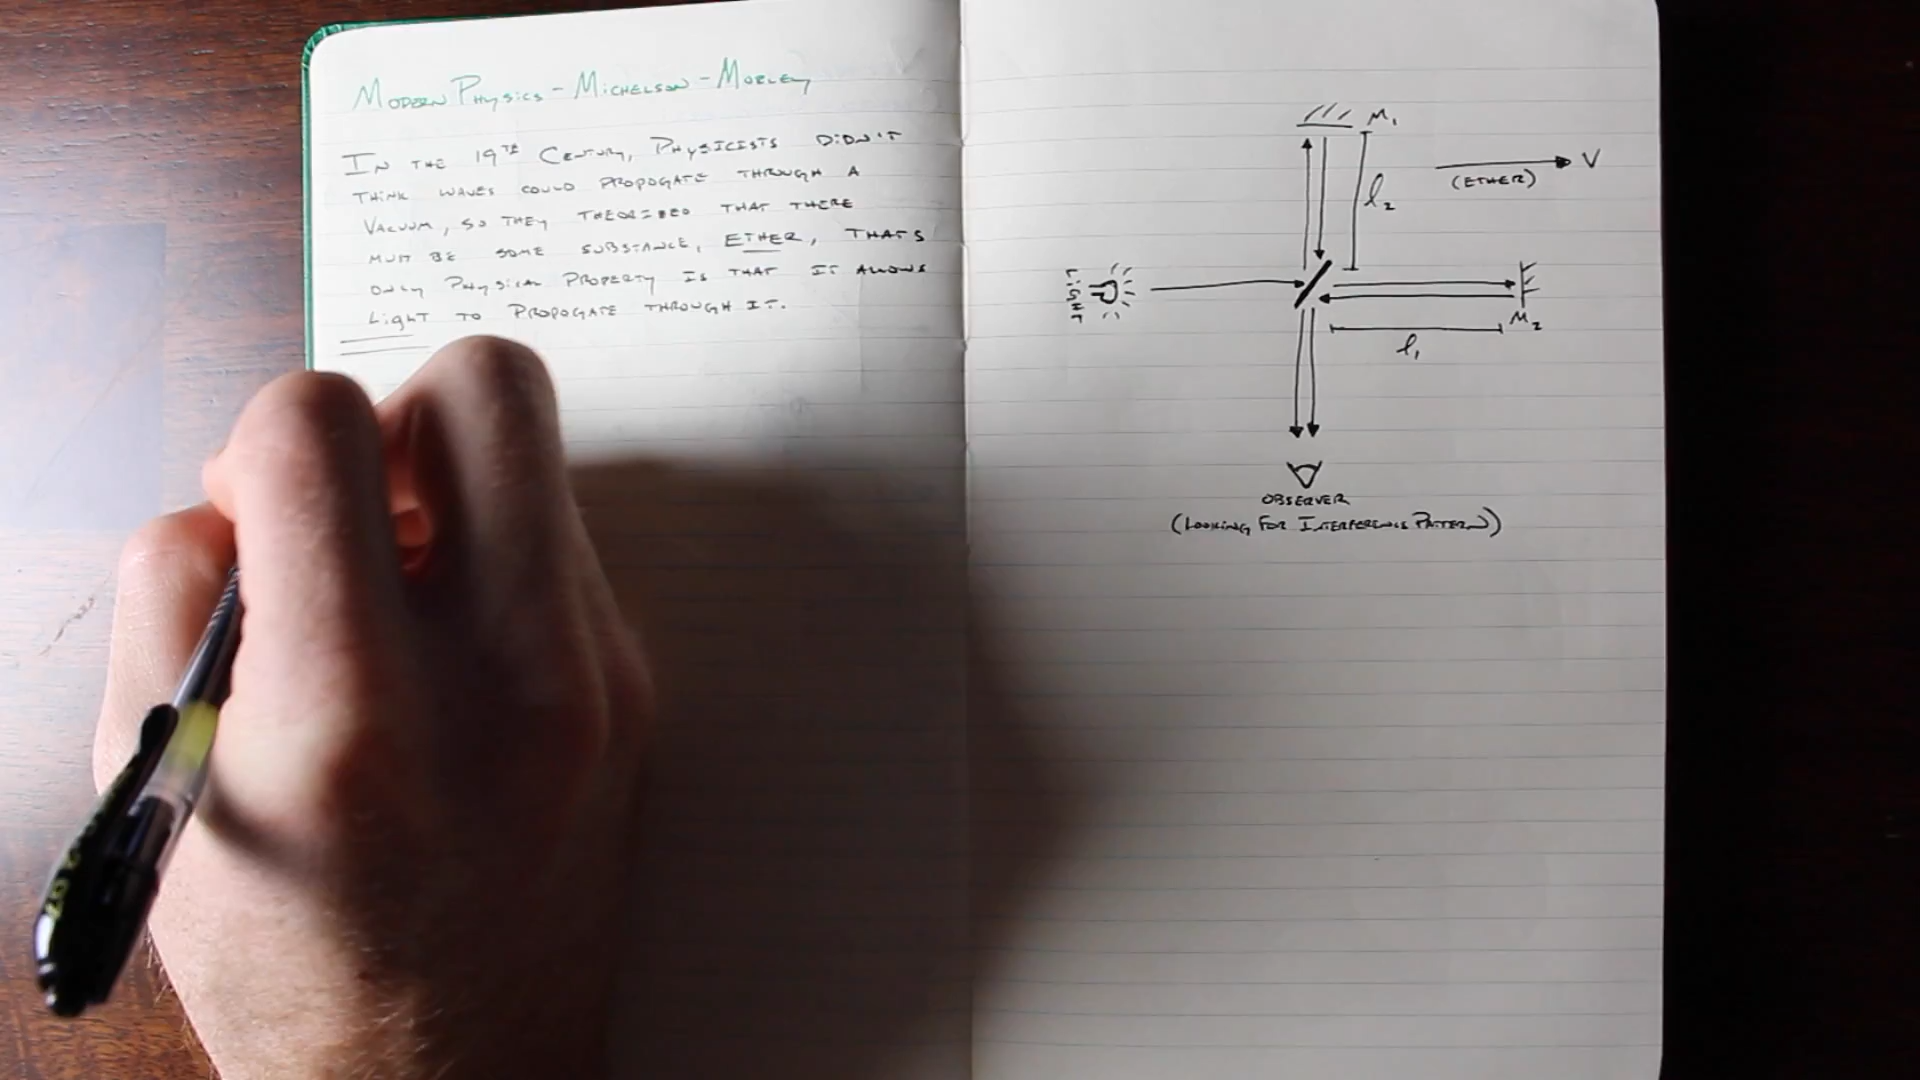 Modern Physics - Michelson - Morley
In the 19th Century, Physicists didn't
think waves could propogate through a
vacuum, so they theorized that there
must be some substance, ETHER, thats
only physical property is that it allows
Light to propogate through it.
M₁
V
(ETHER)
l₂
LIGHT
M₂
l₁
OBSERVER
(Looking for Interference Pattern)